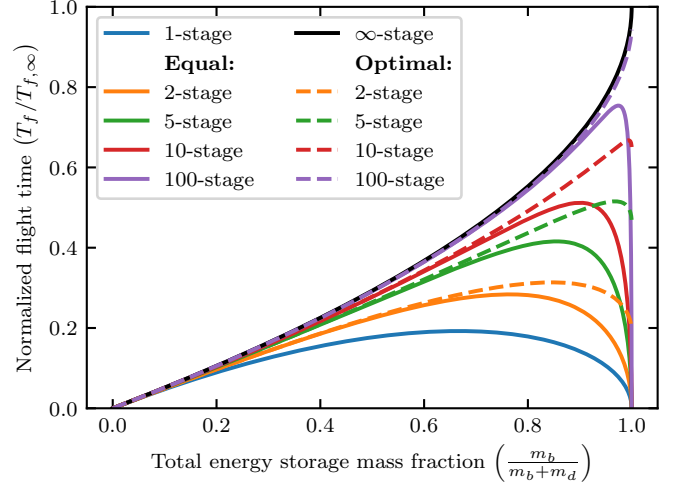 1.0
0.8
0.6
0.4
0.2
0.0
Normalized flight time (T_f/T_{f,∞})
1-stage
Equal:
2-stage
5-stage
10-stage
100-stage
∞-stage
Optimal:
2-stage
5-stage
10-stage
100-stage
0.0 0.2 0.4 0.6 0.8 1.0
Total energy storage mass fraction (m_b/(m_b+m_d))